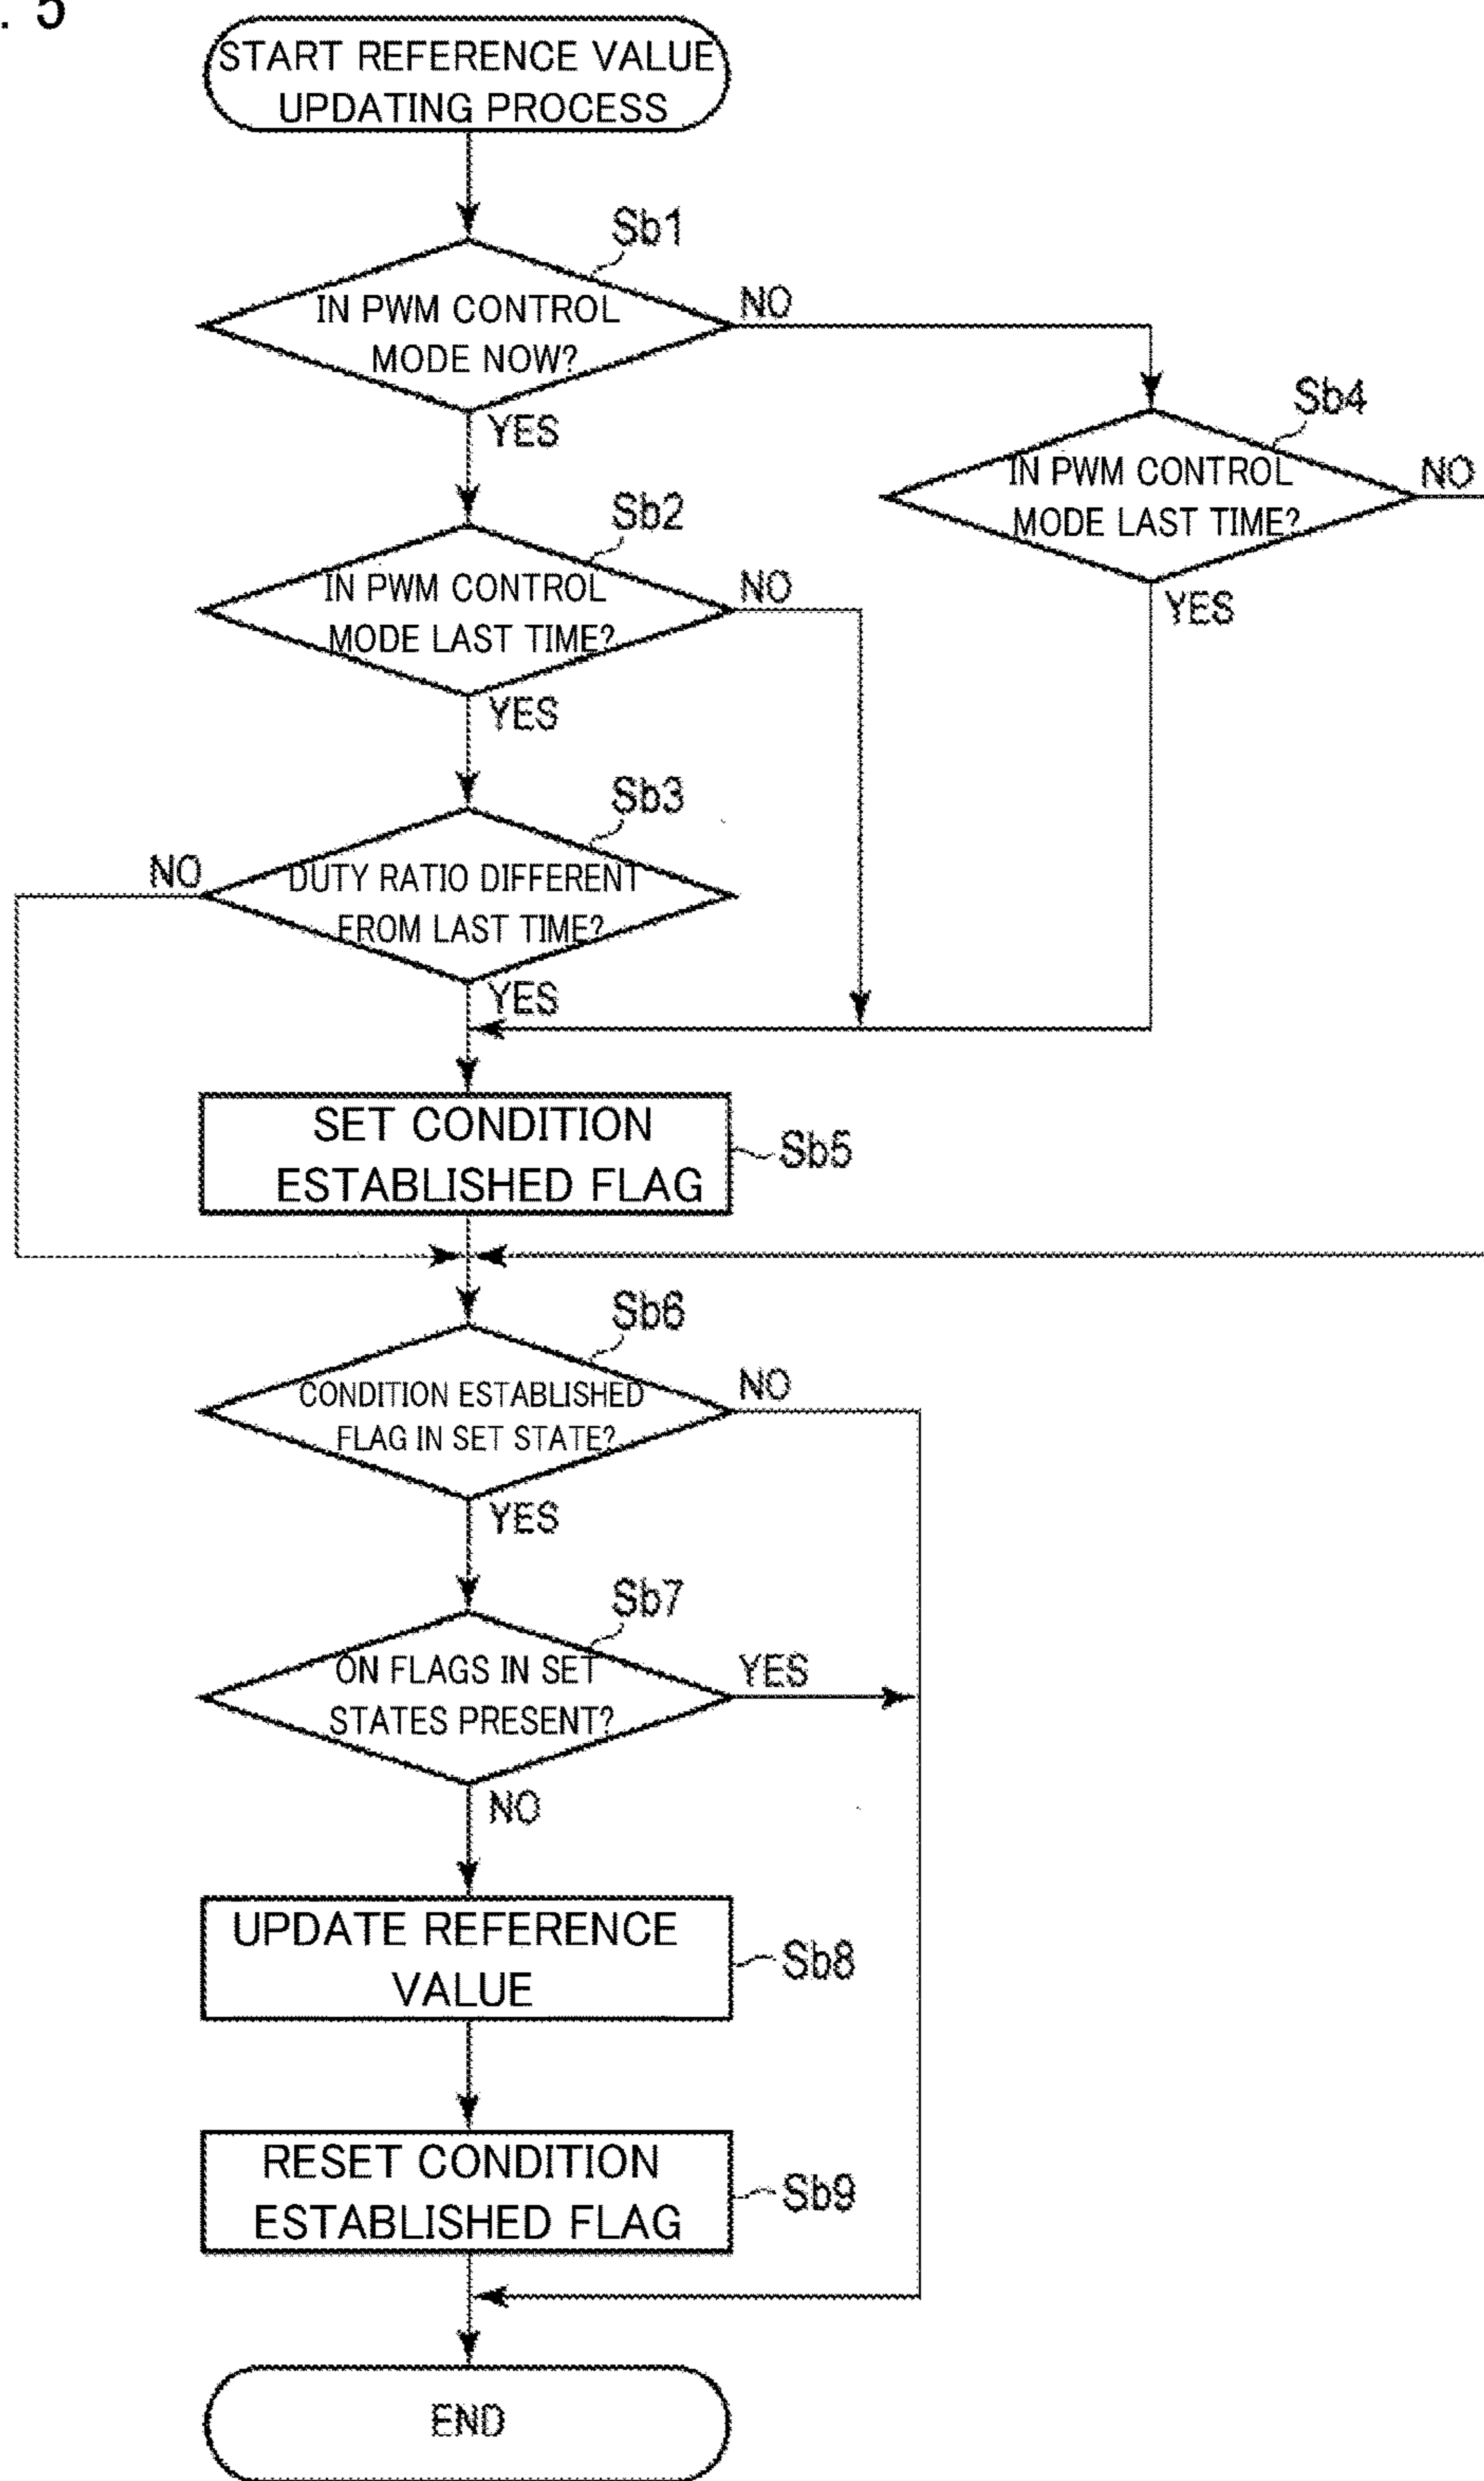 . 5
START REFERENCE VALUE
UPDATING PROCESS
Sb1
IN PWM CONTROL
MODE NOW?
NO
YES
Sb4
IN PWM CONTROL
MODE LAST TIME?
NO
YES
Sb2
IN PWM CONTROL
MODE LAST TIME?
NO
YES
Sb3
DUTY RATIO DIFFERENT
FROM LAST TIME?
NO
YES
SET CONDITION
ESTABLISHED FLAG
Sb5
Sb6
CONDITION ESTABLISHED
FLAG IN SET STATE?
NO
YES
Sb7
ON FLAGS IN SET
STATES PRESENT?
YES
NO
UPDATE REFERENCE
VALUE
Sb8
RESET CONDITION
ESTABLISHED FLAG
Sb9
END